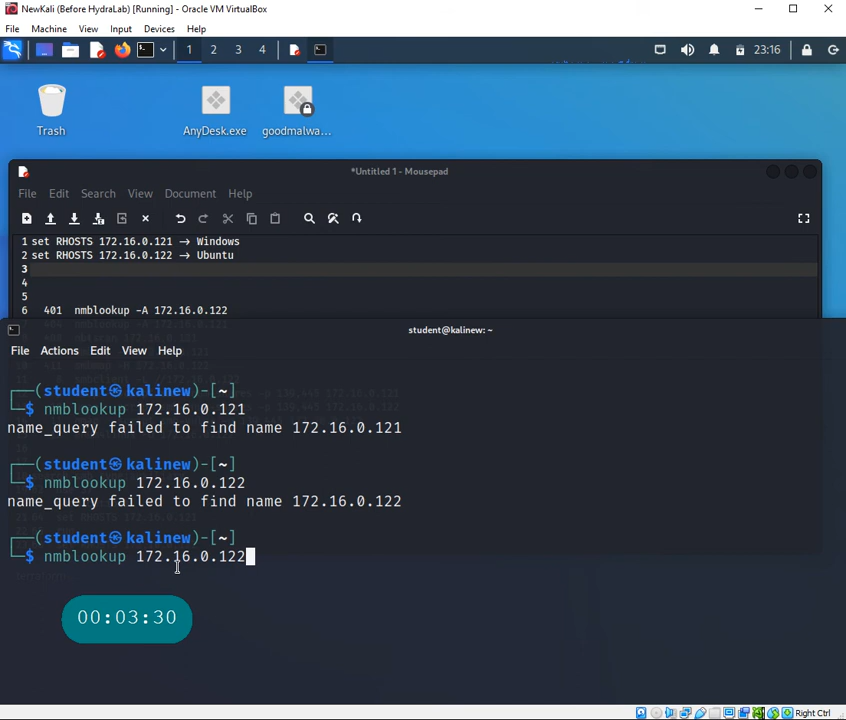 NewKali (Before HydraLab) [Running] - Oracle VM VirtualBox
File Machine View Input Devices Help
1 2 3 4 23:16
Trash AnyDesk.exe goodmalwa...
*Untitled 1 - Mousepad
File Edit Search View Document Help
1 set RHOSTS 172.16.0.121 → Windows
2 set RHOSTS 172.16.0.122 → Ubuntu
3
4
5
6 401 nmblookup -A 172.16.0.122
student@kalinew: ~
File Actions Edit View Help
┌──(student㉿kalinew)-[~]
└─$ nmblookup 172.16.0.121
name_query failed to find name 172.16.0.121
┌──(student㉿kalinew)-[~]
└─$ nmblookup 172.16.0.122
name_query failed to find name 172.16.0.122
┌──(student㉿kalinew)-[~]
└─$ nmblookup 172.16.0.122
00:03:30
Right Ctrl